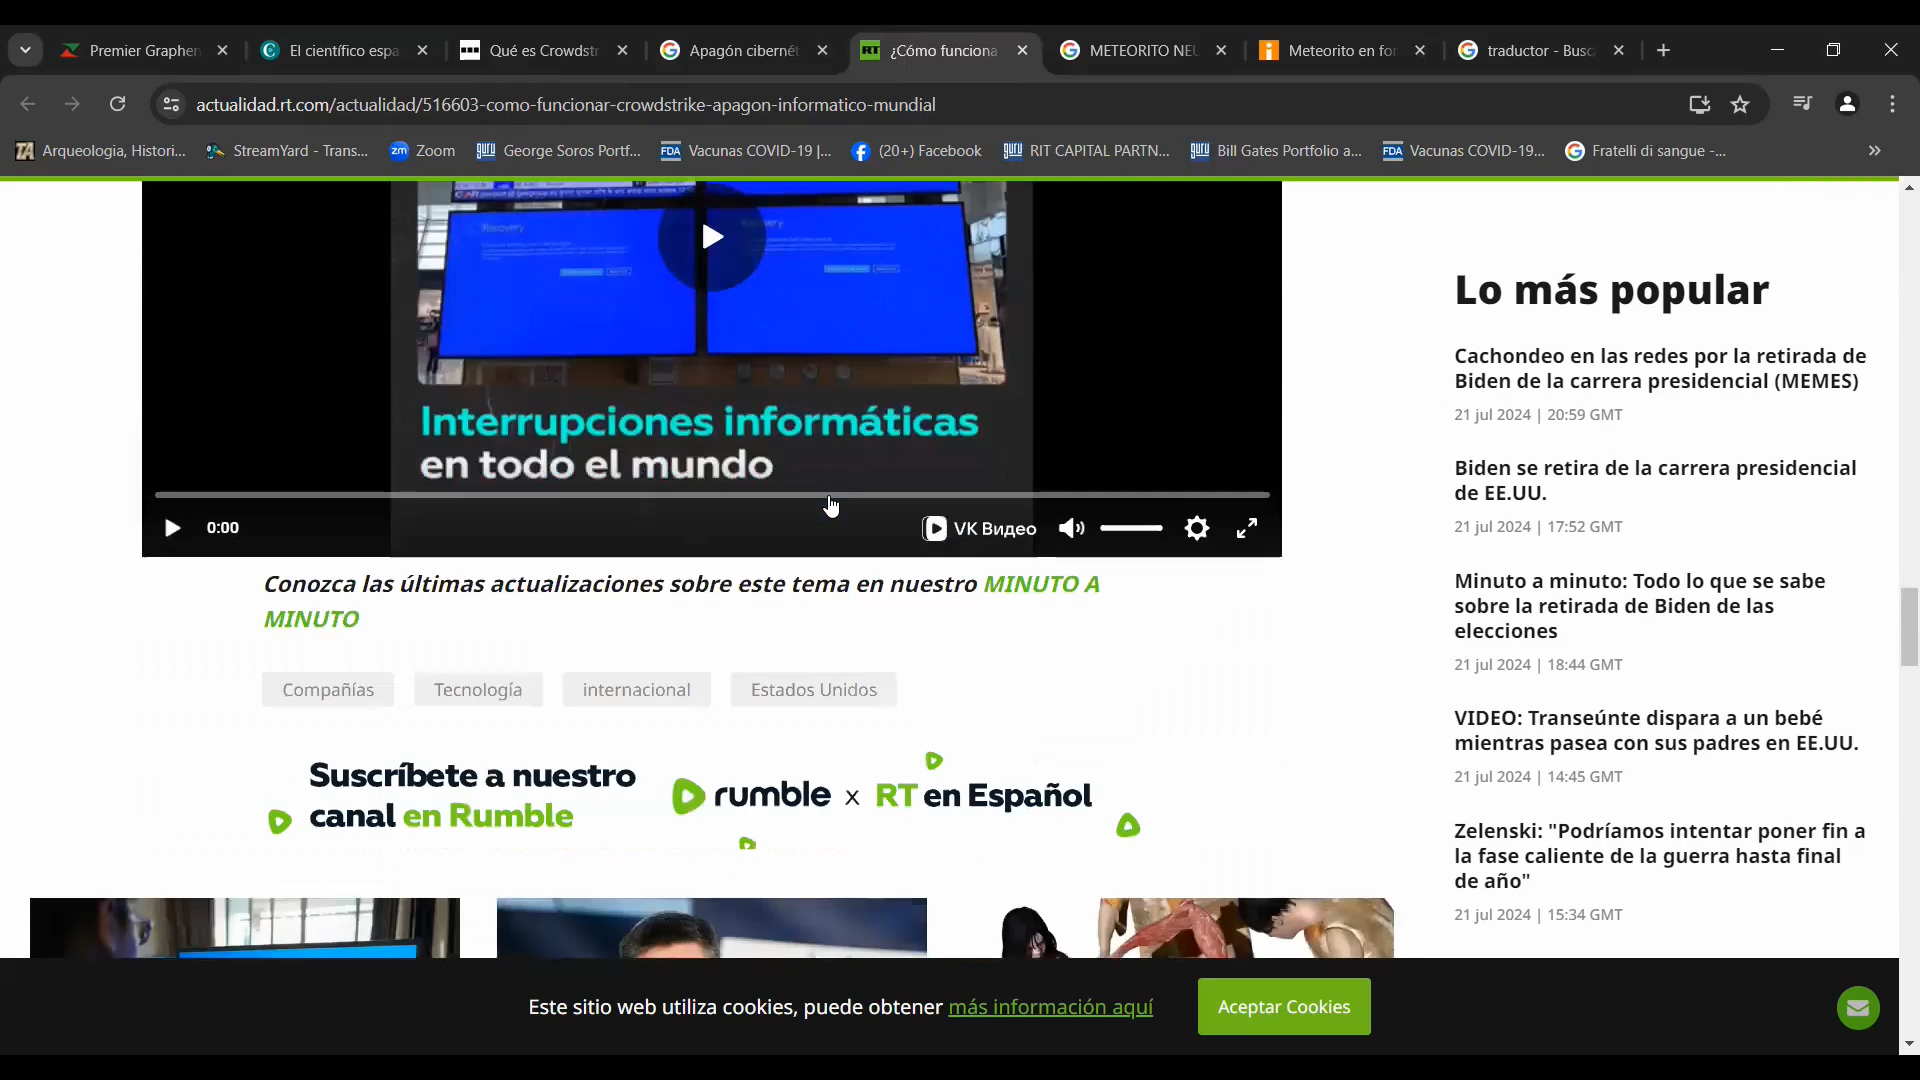 Premier Graphen
El científico espa
Qué es Crowdstr
Apagón cibernét
¿Cómo funciona
METEORITO NEU
Meteorito en for
traductor - Busc
actualidad.rt.com/actualidad/516603-como-funcionar-crowdstrike-apagon-informatico-mundial
Arqueologia, Histori...
StreamYard - Trans...
zm Zoom
guru George Soros Portf...
FDA Vacunas COVID-19 |...
(20+) Facebook
guru RIT CAPITAL PARTN...
guru Bill Gates Portfolio a...
FDA Vacunas COVID-19...
Fratelli di sangue -...
»
Recovery
Interrupciones informáticas
en todo el mundo
0:00
VK Видео
Conozca las últimas actualizaciones sobre este tema en nuestro MINUTO A
MINUTO
Compañías
Tecnología
internacional
Estados Unidos
Suscríbete a nuestro
canal en Rumble
rumble x RT en Español
Lo más popular
Cachondeo en las redes por la retirada de
Biden de la carrera presidencial (MEMES)
21 jul 2024 | 20:59 GMT
Biden se retira de la carrera presidencial
de EE.UU.
21 jul 2024 | 17:52 GMT
Minuto a minuto: Todo lo que se sabe
sobre la retirada de Biden de las
elecciones
21 jul 2024 | 18:44 GMT
VIDEO: Transeúnte dispara a un bebé
mientras pasea con sus padres en EE.UU.
21 jul 2024 | 14:45 GMT
Zelenski: "Podríamos intentar poner fin a
la fase caliente de la guerra hasta final
de año"
21 jul 2024 | 15:34 GMT
Este sitio web utiliza cookies, puede obtener más información aquí
Aceptar Cookies